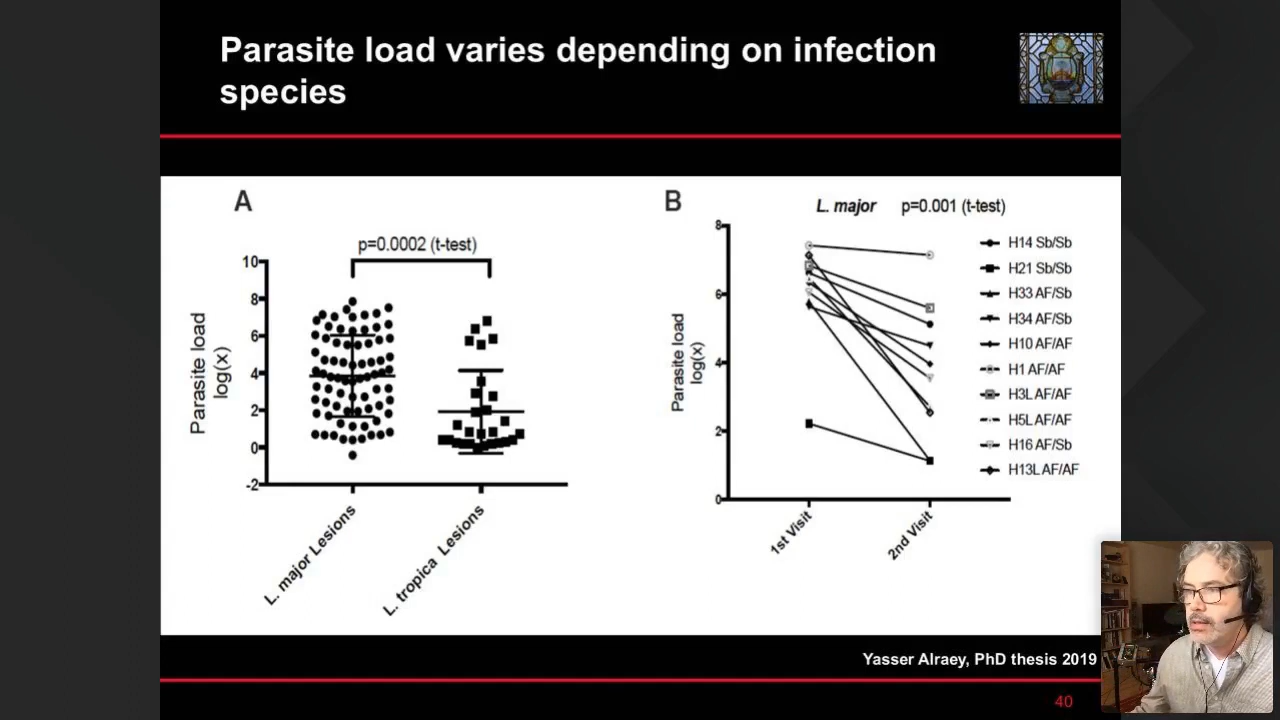 Parasite load varies depending on infection
species
A
p=0.0002 (t-test)
Parasite load
log(x)
10
8
6
4
2
0
-2
L. major Lesions
L. tropica Lesions
B
L. major p=0.001 (t-test)
Parasite load
log(x)
8
6
4
2
0
1st Visit
2nd Visit
H14 Sb/Sb
H21 Sb/Sb
H33 AF/Sb
H34 AF/Sb
H10 AF/AF
H1 AF/AF
H3L AF/AF
H5L AF/AF
H16 AF/Sb
H13L AF/AF
Yasser Alraey, PhD thesis 2019
40